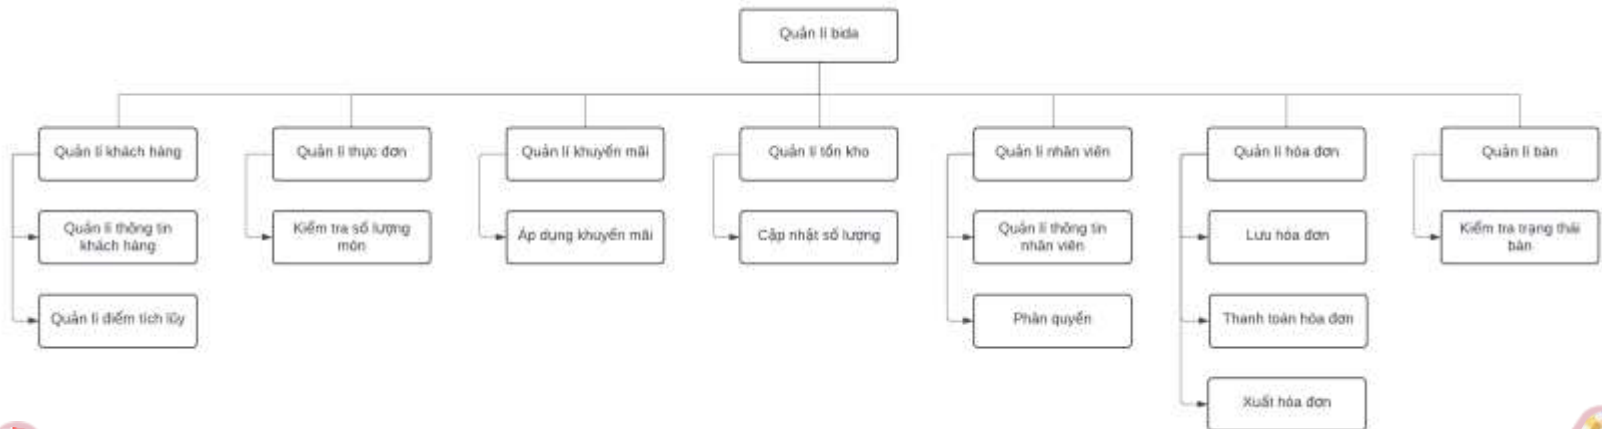 Quản lí bida
Quản lí khách hàng
Quản lí thực đơn
Quản lí khuyến mãi
Quản lí tồn kho
Quản lí nhân viên
Quản lí hóa đơn
Quản lí bàn
Quản lí thông tin
khách hàng
Kiểm tra số lượng
món
Áp dụng khuyến mãi
Cập nhật số lượng
Quản lí thông tin
nhân viên
Lưu hóa đơn
Kiểm tra trạng thái
bàn
Quản lí điểm tích lũy
Phân quyền
Thanh toán hóa đơn
Xuất hóa đơn